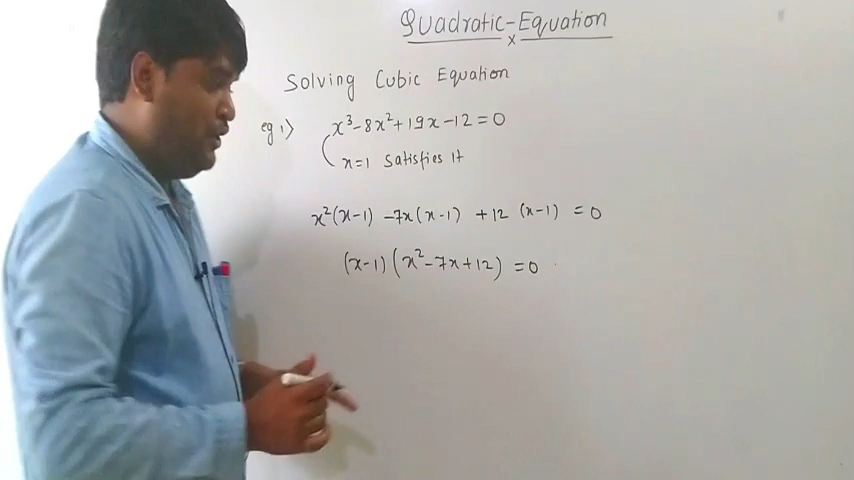 Quadratic-Equation
x
Solving Cubic Equation
eg 1) x³-8x²+19x-12=0
x=1 satisfies it
x²(x-1) -7x(x-1) +12 (x-1) =0
(x-1)(x²-7x+12) =0